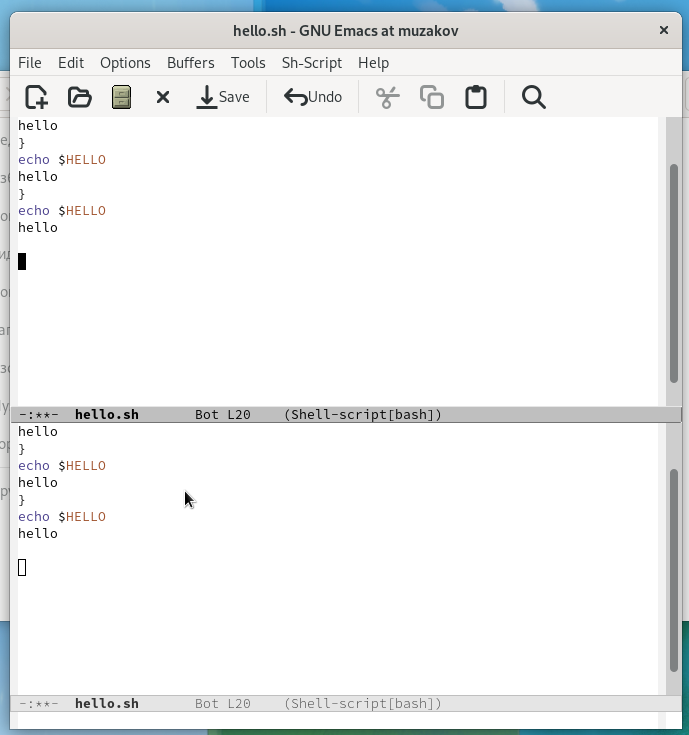 hello.sh - GNU Emacs at muzakov
File Edit Options Buffers Tools Sh-Script Help
Save Undo
hello
}
echo $HELLO
hello
}
echo $HELLO
hello
-:**- hello.sh Bot L20 (Shell-script[bash])
hello
}
echo $HELLO
hello
}
echo $HELLO
hello
-:**- hello.sh Bot L20 (Shell-script[bash])